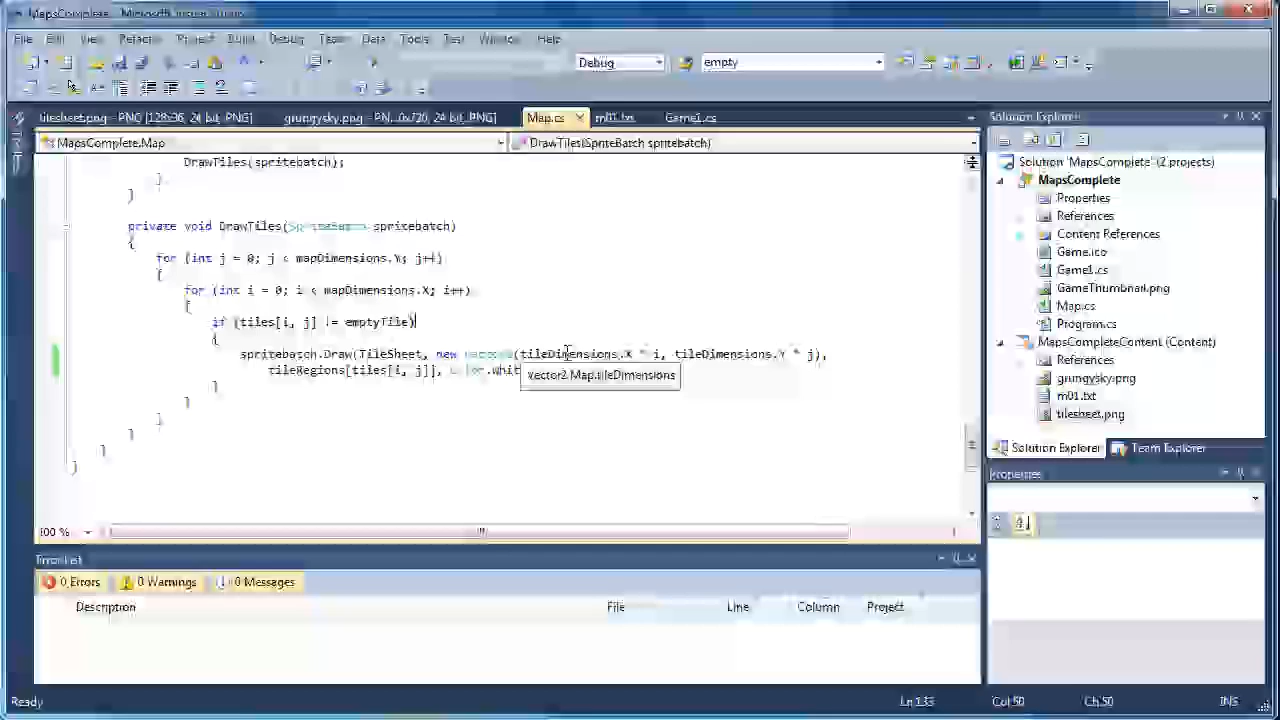 MapsComplete - Microsoft Visual Studio
File Edit View Refactor Project Build Debug Team Data Tools Test Window Help
Debug empty
tilesheet.png - PNG [128x96, 24 bit, PNG] grungysky.png - PN...0x720, 24 bit, PNG] Map.cs m01.txt Game1.cs
MapsComplete.Map DrawTiles(SpriteBatch spritebatch)
DrawTiles(spritebatch);
}
}
private void DrawTiles(SpriteBatch spritebatch)
{
for (int j = 0; j < mapDimensions.Y; j++)
{
for (int i = 0; i < mapDimensions.X; i++)
{
if (tiles[i, j] != emptyTile)
{
spritebatch.Draw(TileSheet, new Vector2(tileDimensions.X * i, tileDimensions.Y * j),
tileRegions[tiles[i, j]], Color.Whit
Vector2 Map.tileDimensions
}
}
}
}
}
100 %
Error List
0 Errors 0 Warnings 0 Messages
Description File Line Column Project
Solution Explorer
Solution 'MapsComplete' (2 projects)
MapsComplete
Properties
References
Content References
Game.ico
Game1.cs
GameThumbnail.png
Map.cs
Program.cs
MapsCompleteContent (Content)
References
grungysky.png
m01.txt
tilesheet.png
Solution Explorer Team Explorer
Properties
Ready Ln 133 Col 50 Ch 50 INS